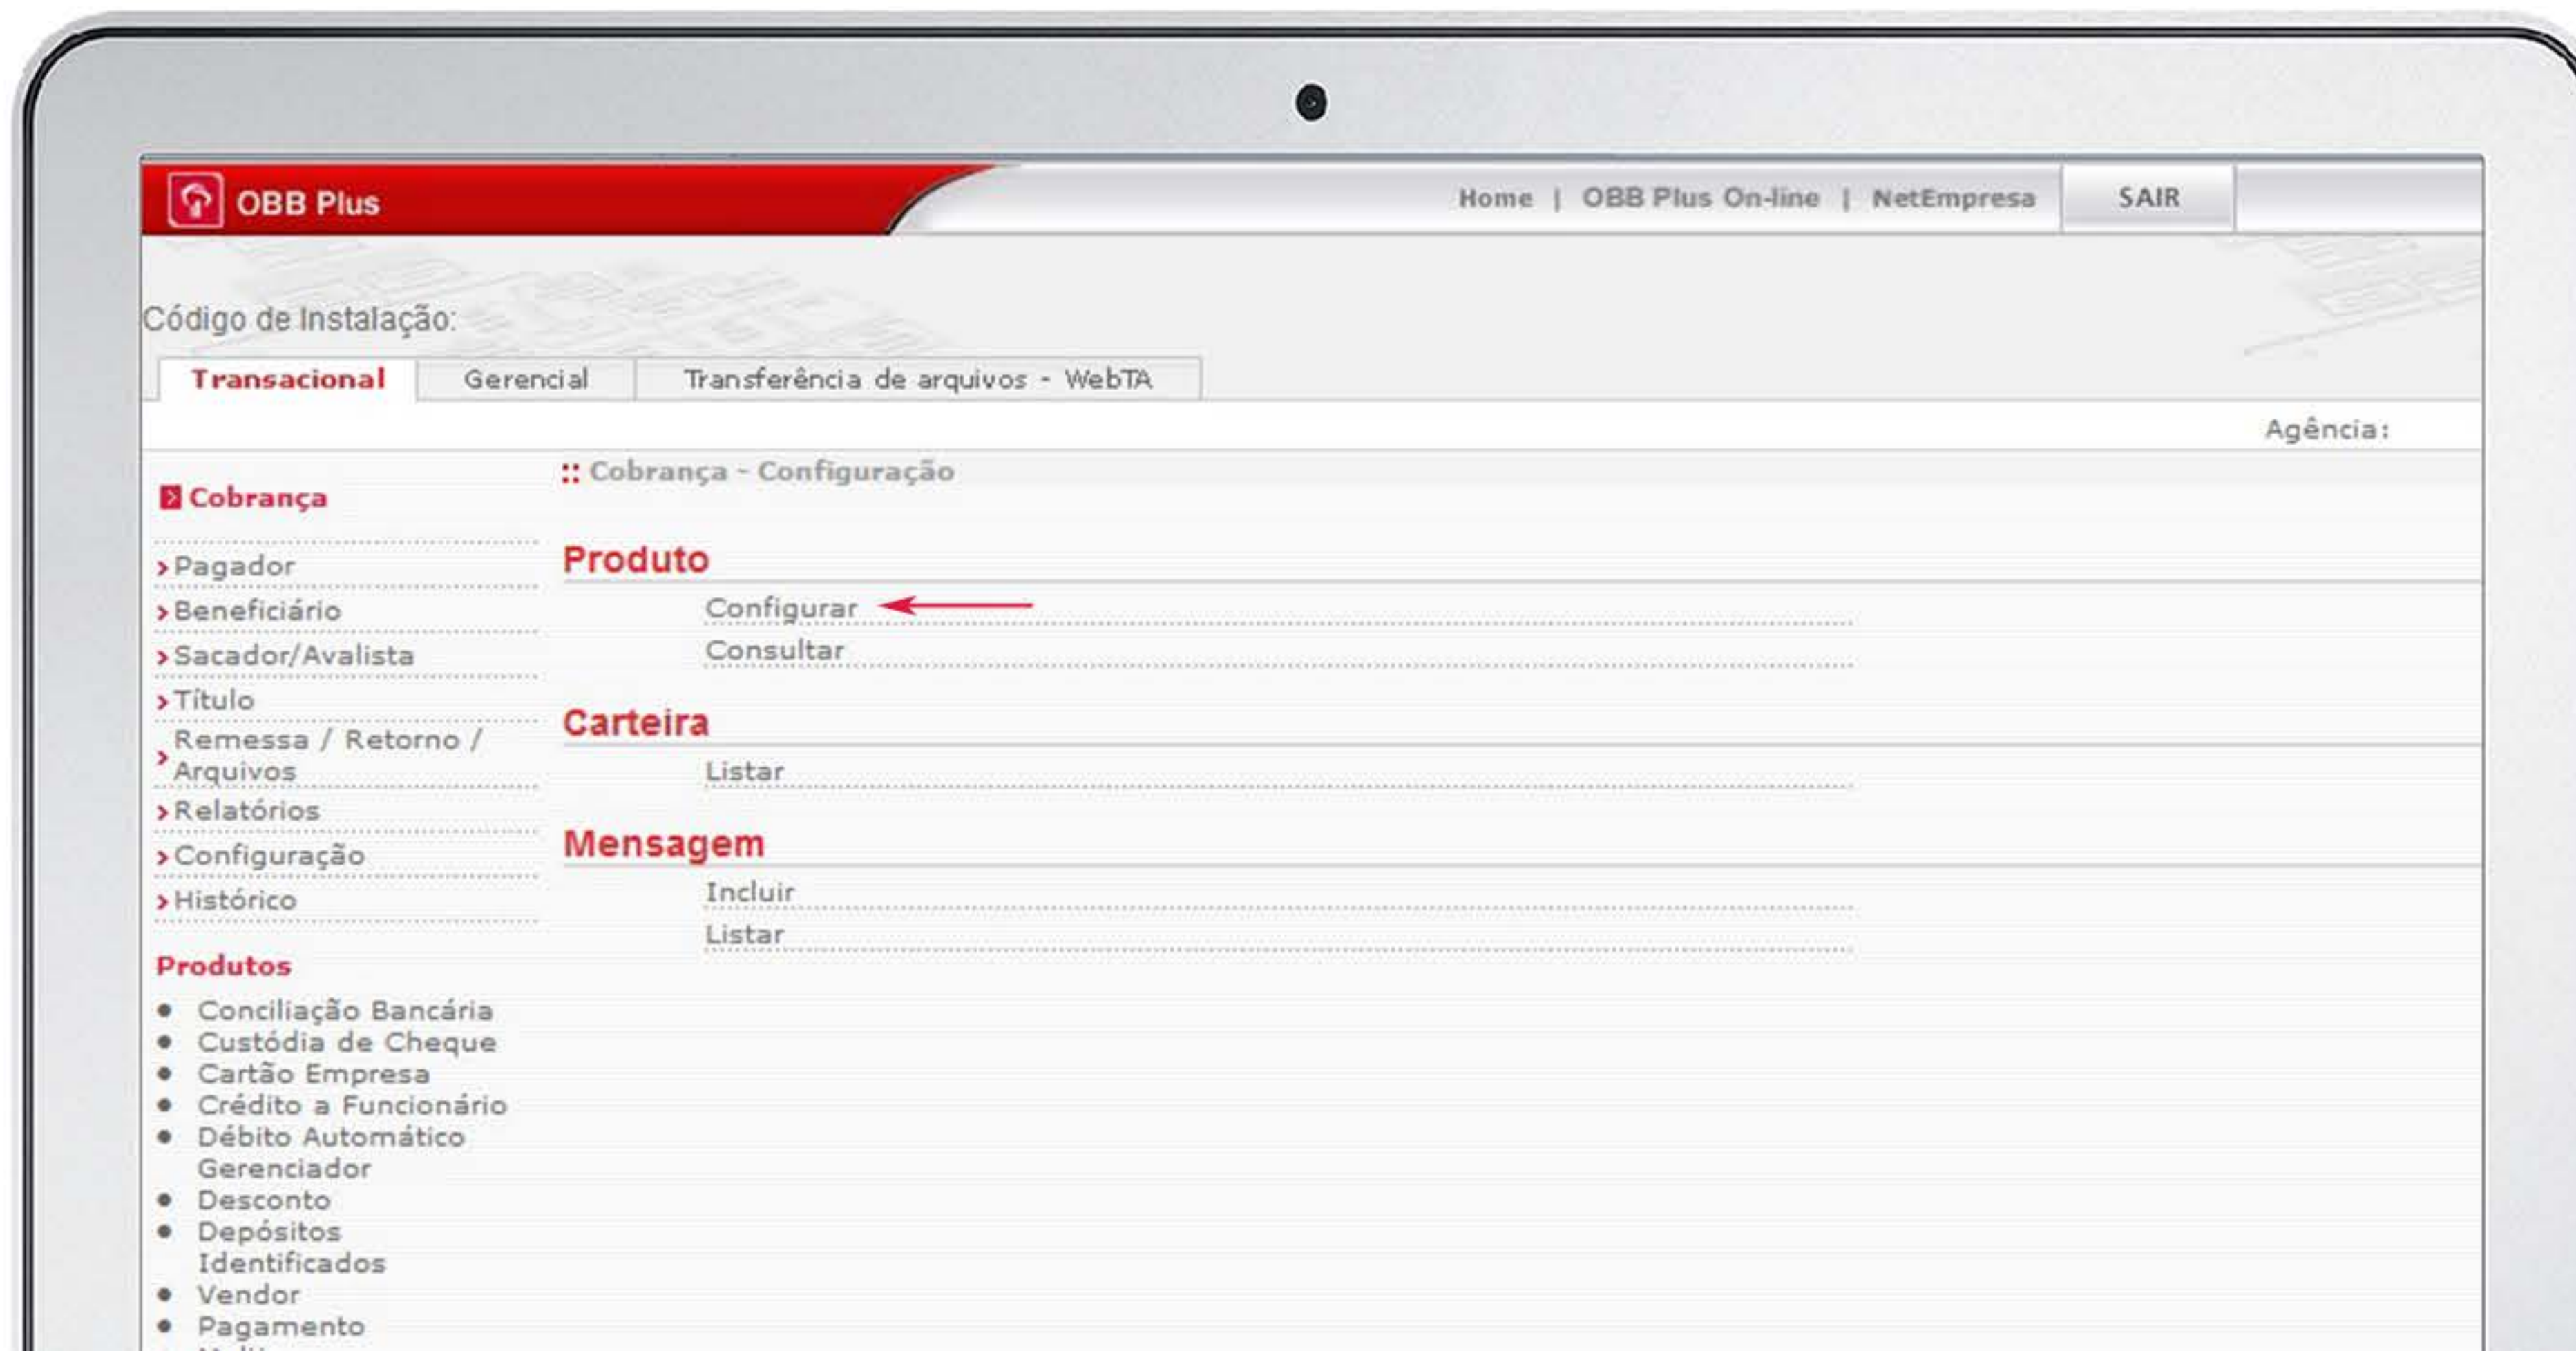 OBB Plus
Home | OBB Plus On-line | NetEmpresa
SAIR
Código de Instalação:
Transacional
Gerencial
Transferência de arquivos - WebTA
Agência:
Cobrança
Pagador
Beneficiário
Sacador/Avalista
Título
Remessa / Retorno /
Arquivos
Relatórios
Configuração
Histórico
Produtos
Conciliação Bancária
Custódia de Cheque
Cartão Empresa
Crédito a Funcionário
Débito Automático
Gerenciador
Desconto
Depósitos
Identificados
Vendor
Pagamento
:: Cobrança - Configuração
Produto
Configurar
Consultar
Carteira
Listar
Mensagem
Incluir
Listar